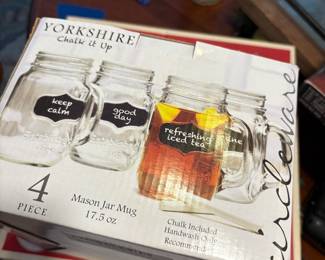 YORKSHIRE
Chalk it Up
keep
calm
good
day
refreshing
iced tea
4
PIECE
Mason Jar Mug
17.5 oz
Chalk Included
Handwash Only
Recommended
circleware